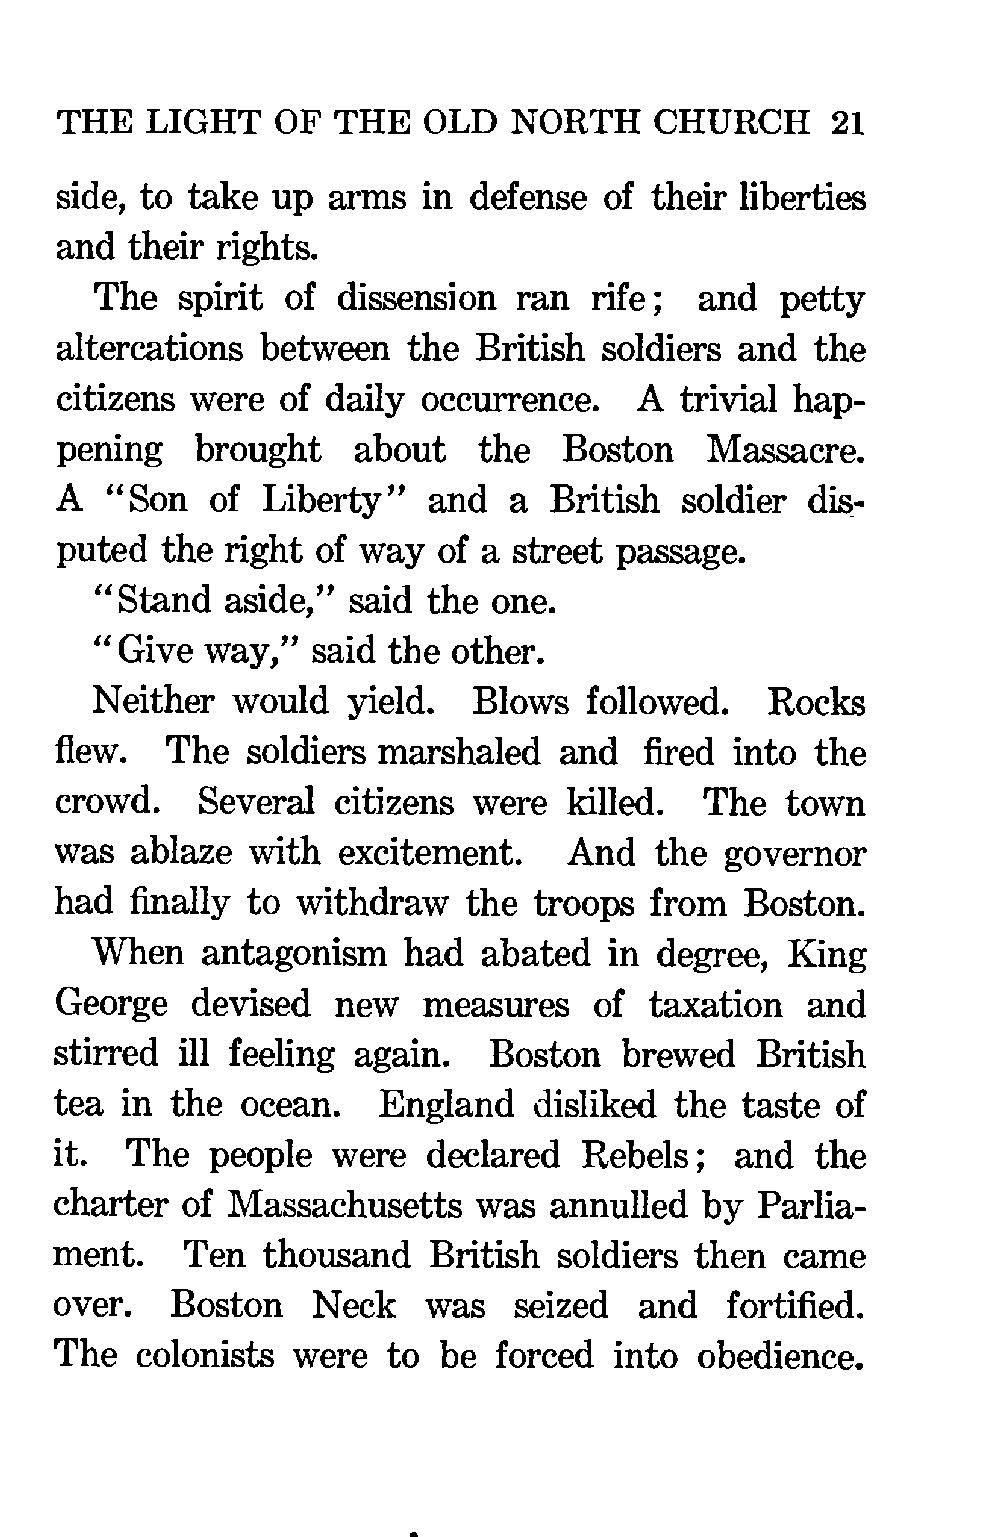 THE LIGHT OF THE OLD NORTH CHURCH 21
side, to take up arms in defense of their liberties
and their rights.
The spirit of dissension ran rife; and petty
altercations between the British soldiers and the
citizens were of daily occurrence. A trivial hap-
pening brought about the Boston Massacre.
A "Son of Liberty" and a British soldier dis-
puted the right of way of a street passage.
"Stand aside," said the one.
"Give way," said the other.
Neither would yield. Blows followed. Rocks
flew. The soldiers marshaled and fired into the
crowd. Several citizens were killed. The town
was ablaze with excitement. And the governor
had finally to withdraw the troops from Boston.
When antagonism had abated in degree, King
George devised new measures of taxation and
stirred ill feeling again. Boston brewed British
tea in the ocean. England disliked the taste of
it. The people were declared Rebels; and the
charter of Massachusetts was annulled by Parlia-
ment. Ten thousand British soldiers then came
over. Boston Neck was seized and fortified.
The colonists were to be forced into obedience.